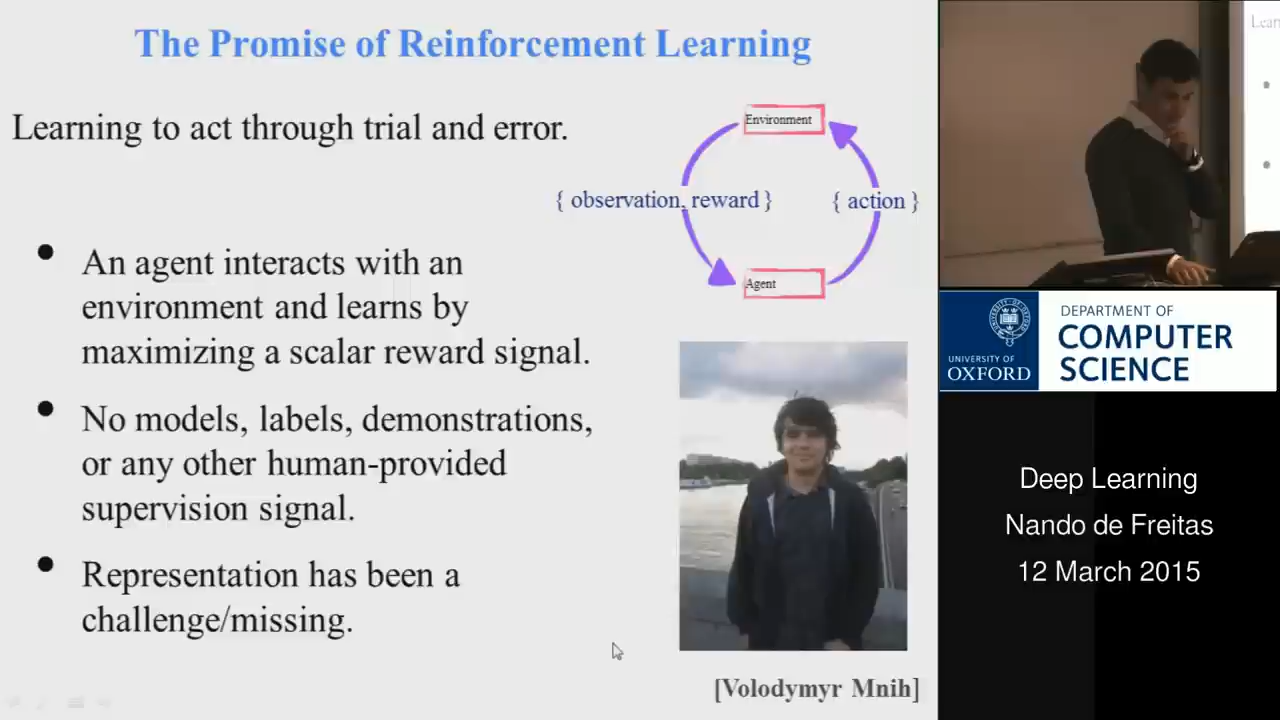 The Promise of Reinforcement Learning
Learning to act through trial and error.
Environment
{ observation, reward }
{ action }
Agent
An agent interacts with an
environment and learns by
maximizing a scalar reward signal.
No models, labels, demonstrations,
or any other human-provided
supervision signal.
Representation has been a
challenge/missing.
[Volodymyr Mnih]
UNIVERSITY OF
OXFORD
DEPARTMENT OF
COMPUTER
SCIENCE
Deep Learning
Nando de Freitas
12 March 2015